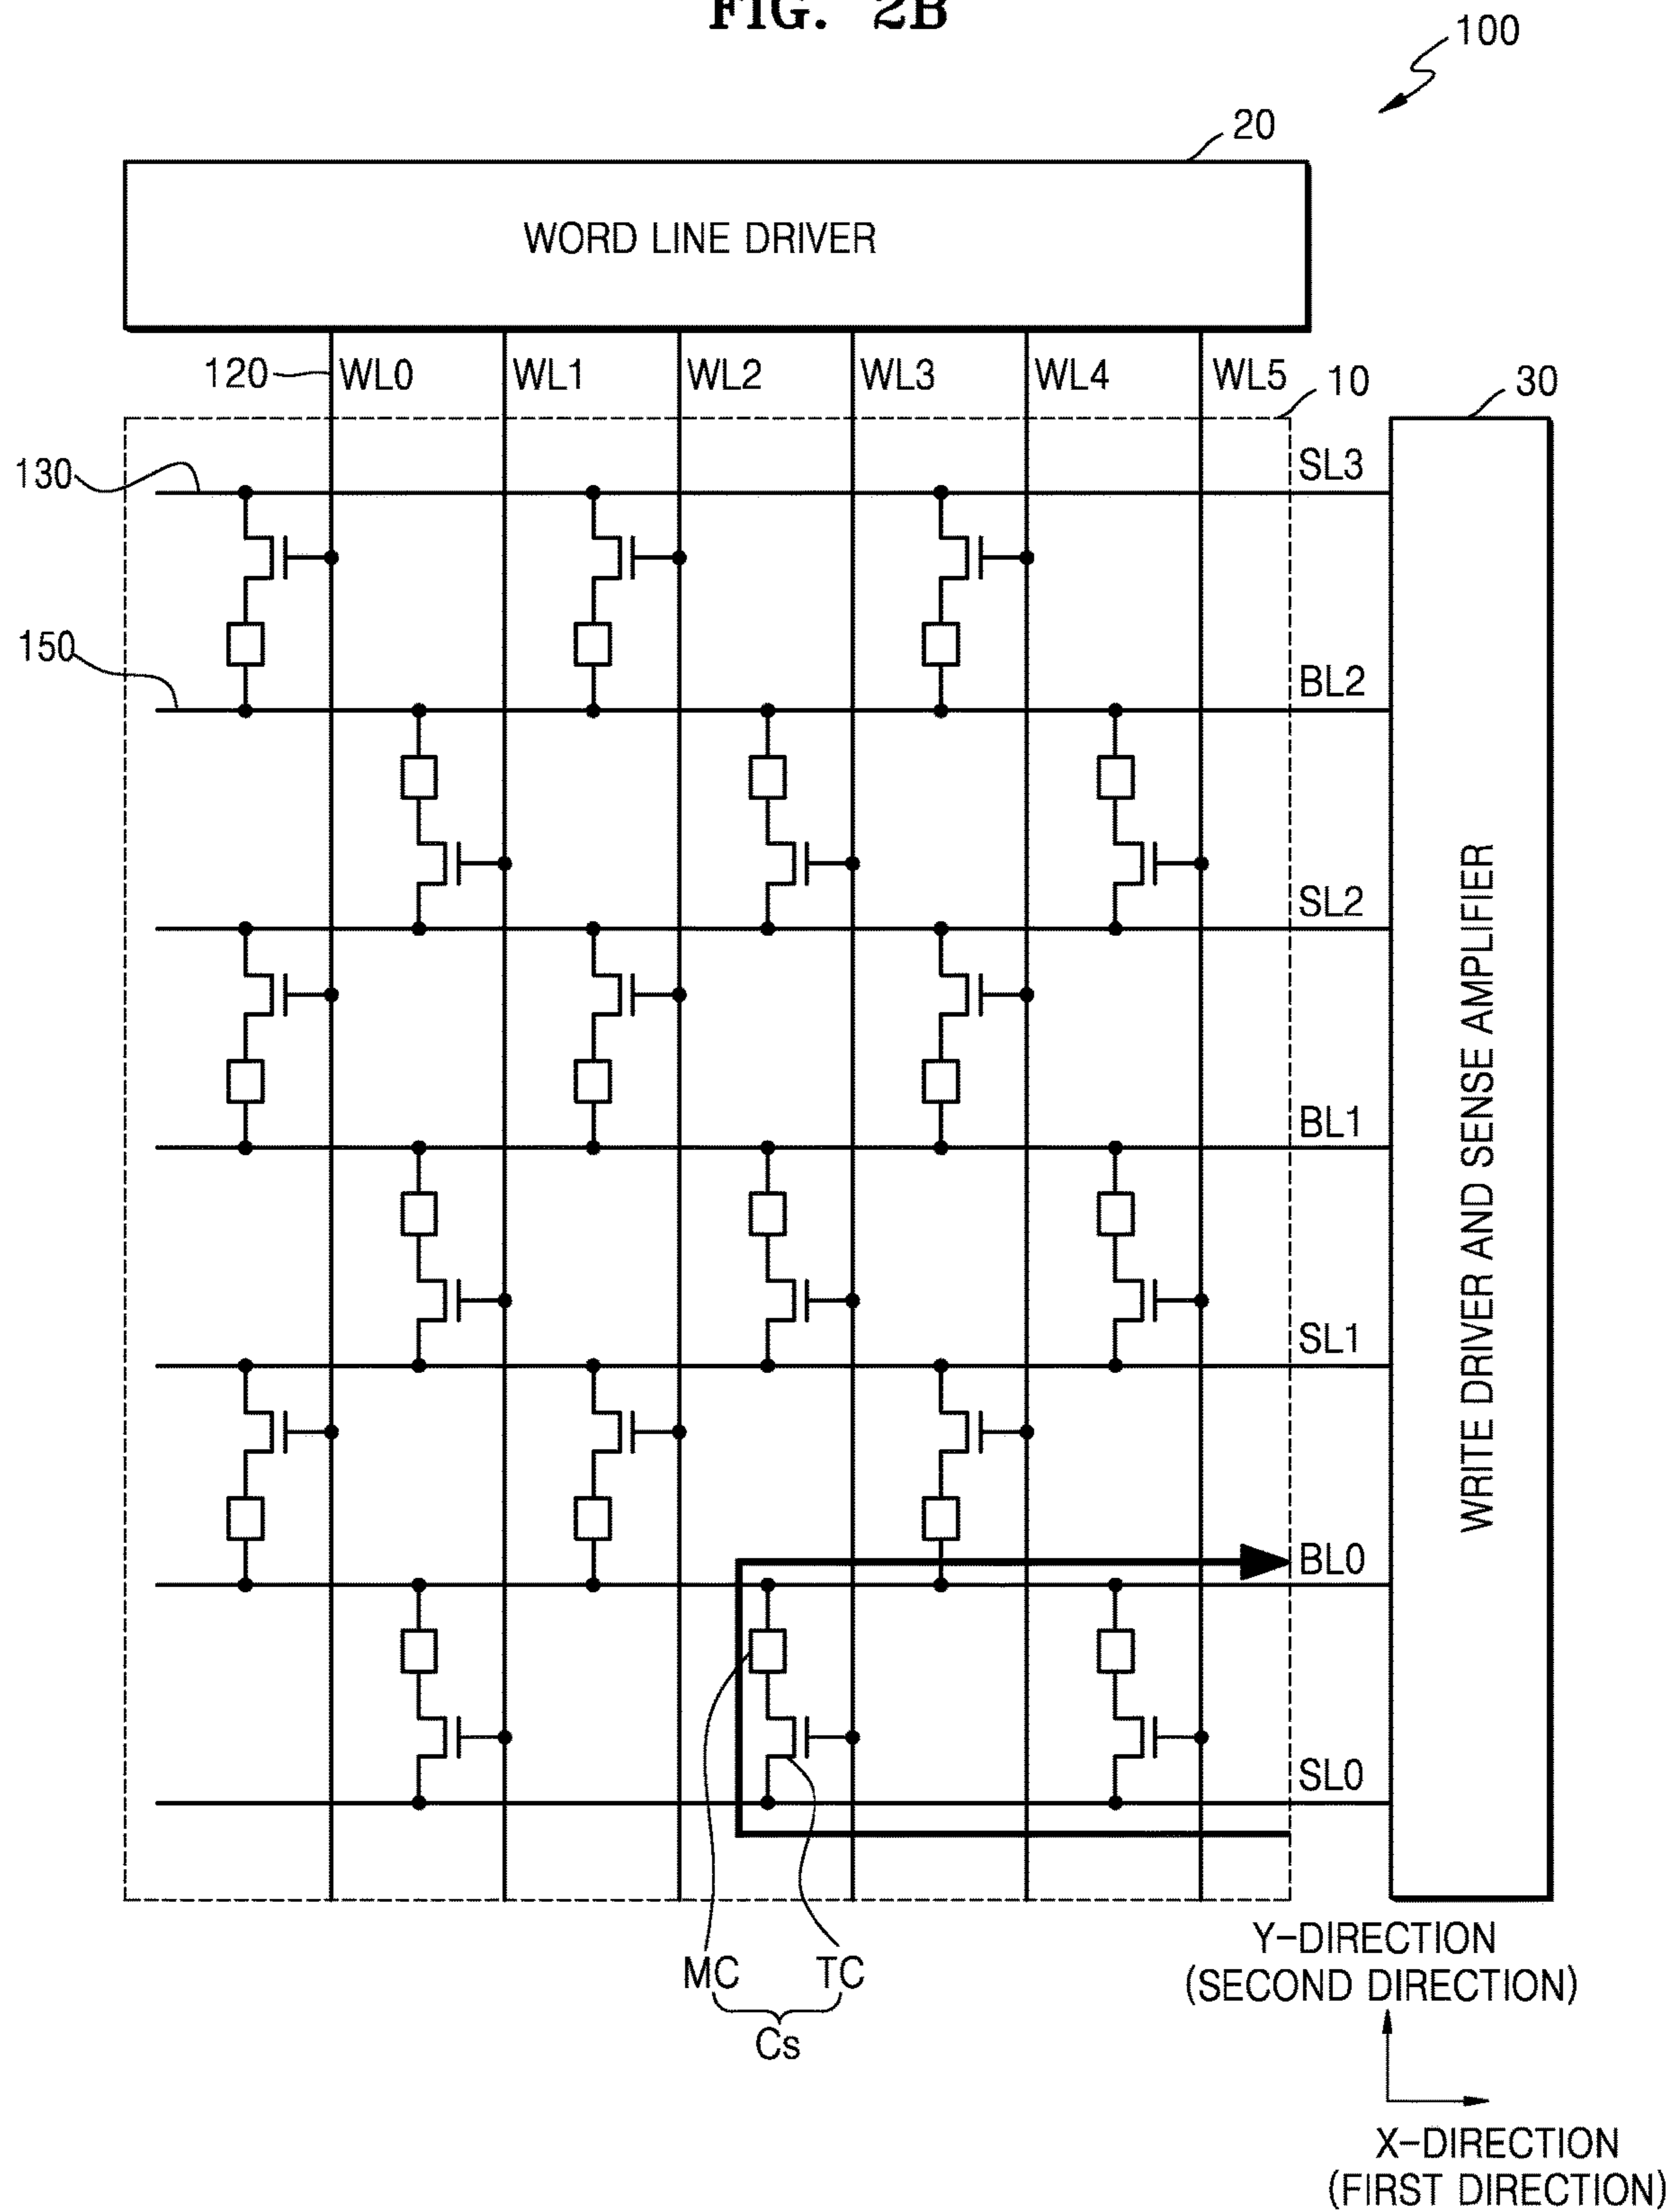 FIG. 2B
100
20
WORD LINE DRIVER
120 WL0 WL1 WL2 WL3 WL4 WL5
10
30
SL3
130
150
BL2
SL2
BL1
SL1
BL0
SL0
WRITE DRIVER AND SENSE AMPLIFIER
MC TC
Cs
Y-DIRECTION
(SECOND DIRECTION)
X-DIRECTION
(FIRST DIRECTION)